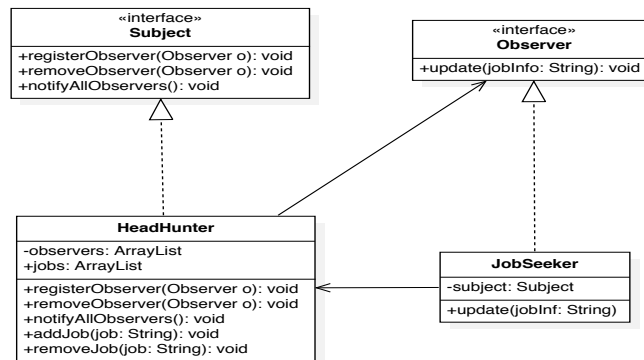 «interface»
Subject
+registerObserver(Observer o): void
+removeObserver(Observer o): void
+notifyAllObservers(): void
«interface»
Observer
+update(jobInfo: String): void
HeadHunter
-observers: ArrayList
+jobs: ArrayList
+registerObserver(Observer o): void
+removeObserver(Observer o): void
+notifyAllObservers(): void
+addJob(job: String): void
+removeJob(job: String): void
JobSeeker
-subject: Subject
+update(jobInf: String)